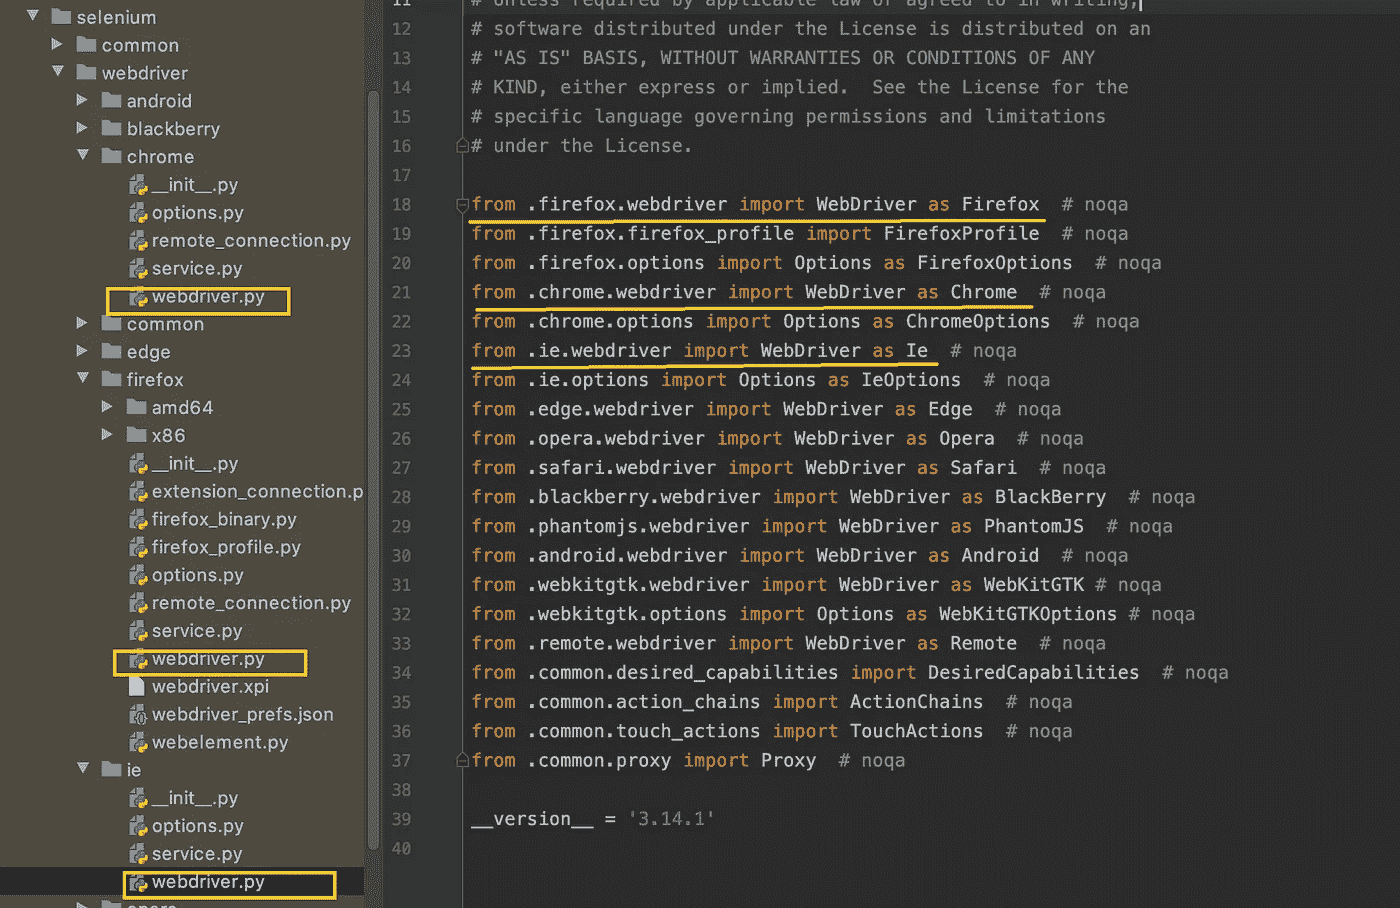 selenium
common
webdriver
android
blackberry
chrome
__init__.py
options.py
remote_connection.py
service.py
webdriver.py
common
edge
firefox
amd64
x86
__init__.py
extension_connection.p
firefox_binary.py
firefox_profile.py
options.py
remote_connection.py
service.py
webdriver.py
webdriver.xpi
webdriver_prefs.json
webelement.py
ie
__init__.py
options.py
service.py
webdriver.py
opera
11 # Unless required by applicable law or agreed to in writing,
12 # software distributed under the License is distributed on an
13 # "AS IS" BASIS, WITHOUT WARRANTIES OR CONDITIONS OF ANY
14 # KIND, either express or implied.  See the License for the
15 # specific language governing permissions and limitations
16 # under the License.
17
18 from .firefox.webdriver import WebDriver as Firefox  # noqa
19 from .firefox.firefox_profile import FirefoxProfile  # noqa
20 from .firefox.options import Options as FirefoxOptions  # noqa
21 from .chrome.webdriver import WebDriver as Chrome  # noqa
22 from .chrome.options import Options as ChromeOptions  # noqa
23 from .ie.webdriver import WebDriver as Ie  # noqa
24 from .ie.options import Options as IeOptions  # noqa
25 from .edge.webdriver import WebDriver as Edge  # noqa
26 from .opera.webdriver import WebDriver as Opera  # noqa
27 from .safari.webdriver import WebDriver as Safari  # noqa
28 from .blackberry.webdriver import WebDriver as BlackBerry  # noqa
29 from .phantomjs.webdriver import WebDriver as PhantomJS  # noqa
30 from .android.webdriver import WebDriver as Android  # noqa
31 from .webkitgtk.webdriver import WebDriver as WebKitGTK # noqa
32 from .webkitgtk.options import Options as WebKitGTKOptions # noqa
33 from .remote.webdriver import WebDriver as Remote  # noqa
34 from .common.desired_capabilities import DesiredCapabilities  # noqa
35 from .common.action_chains import ActionChains  # noqa
36 from .common.touch_actions import TouchActions  # noqa
37 from .common.proxy import Proxy  # noqa
38
39 __version__ = '3.14.1'
40